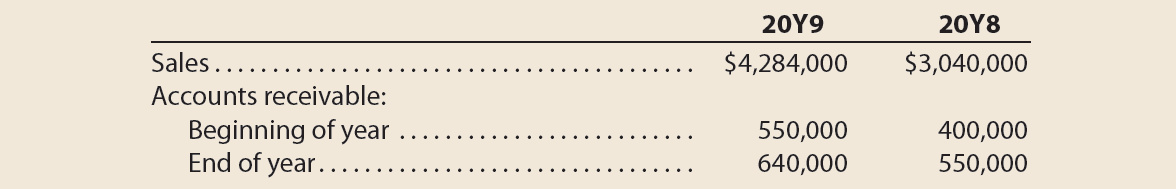 20Y9 20Y8
Sales ........................................... $4,284,000 $3,040,000
Accounts receivable:
Beginning of year ........................... 550,000 400,000
End of year .................................. 640,000 550,000